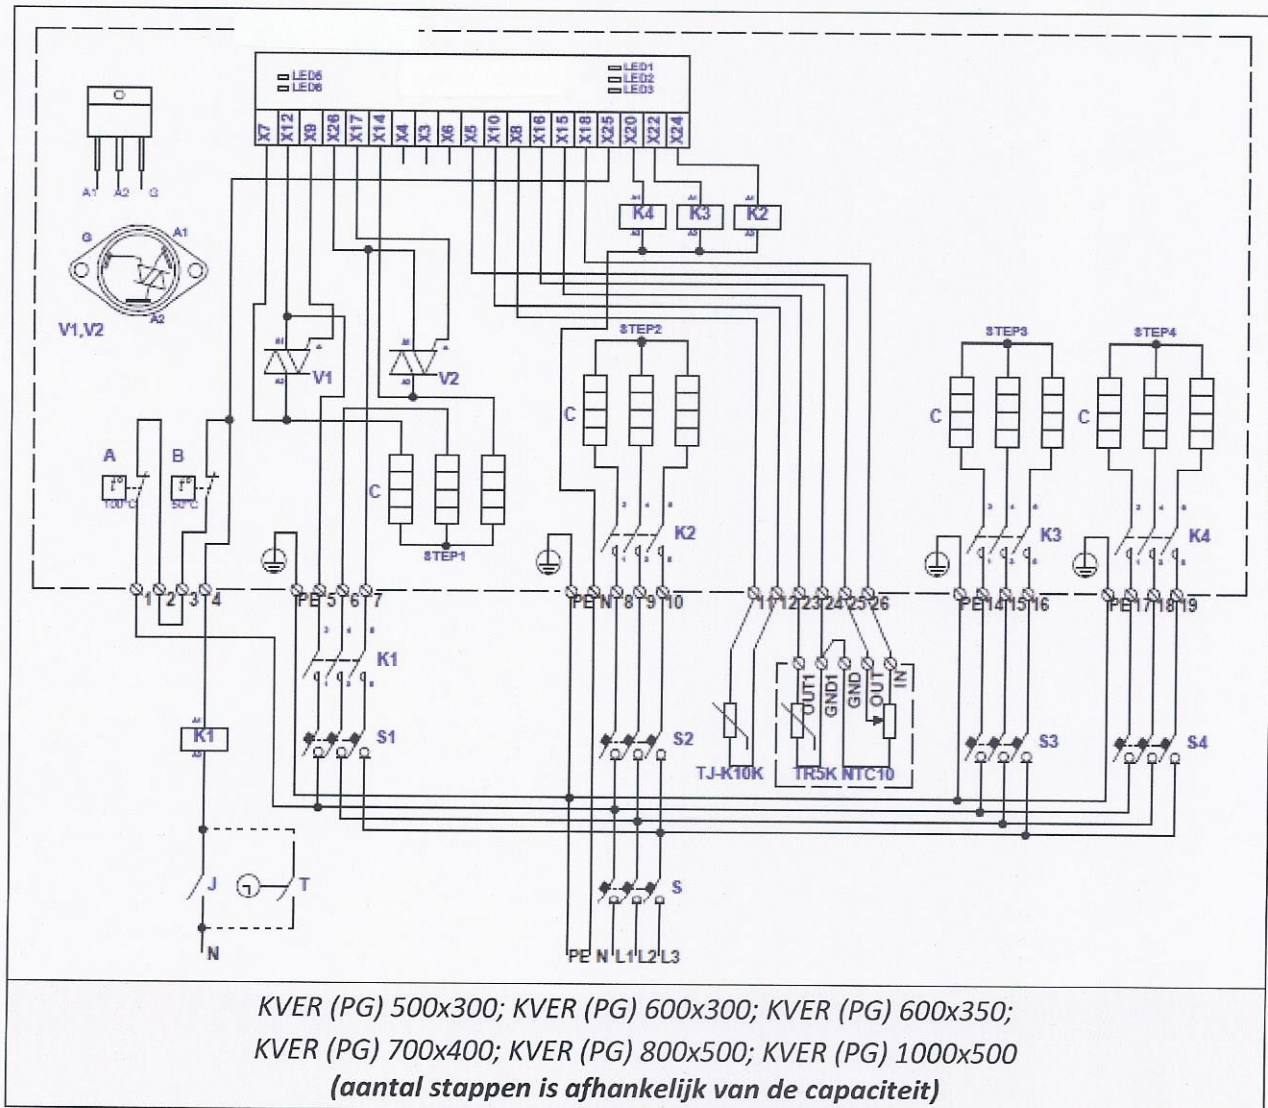 LED5
LED6
LED1
LED2
LED3
X7 X12 X9 X26 X17 X14 X4 X3 X6 X5 X10 X8 X16 X15 X18 X25 X20 X22 X24
A1 A2 G
K4 K3 K2
G A1
A2
V1,V2
STEP2
STEP3
STEP4
V1
V2
C
C
C
A
B
100°C
50°C
C
STEP1
K2
K3
K4
1 2 3 4
PE 5 6 7
PE N 8 9 10
11 12 23 24 25 26
PE 14 15 16
PE 17 18 19
K1
OUT1
GND1
GND
OUT
IN
K1
S1
S2
S3
S4
TJ-K10K
TR5K NTC10
J
T
S
N
PE N L1 L2 L3
KVER (PG) 500x300; KVER (PG) 600x300; KVER (PG) 600x350;
KVER (PG) 700x400; KVER (PG) 800x500; KVER (PG) 1000x500
(aantal stappen is afhankelijk van de capaciteit)